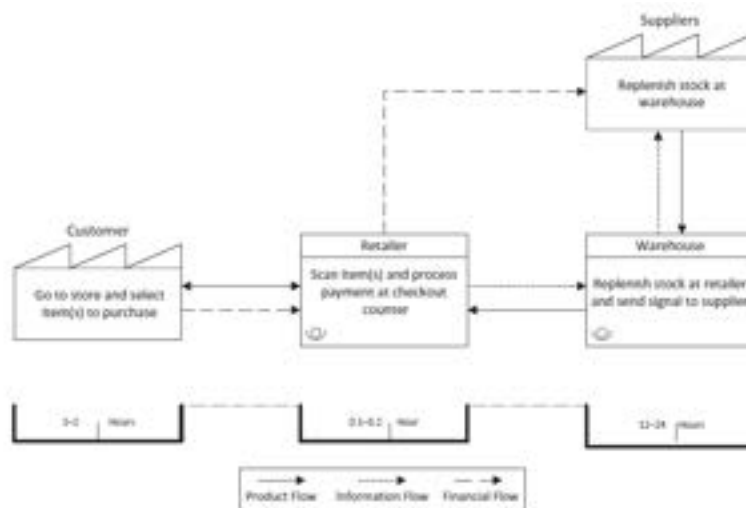 Suppliers
Replenish stock at
warehouse
Customer
Go to store and select
item(s) to purchase
Retailer
Scan item(s) and process
payment at checkout
counter
Warehouse
Replenish stock at retailer
and send signal to supplier
Hours
Hour
12–24 Hours
Product Flow
Information Flow
Financial Flow